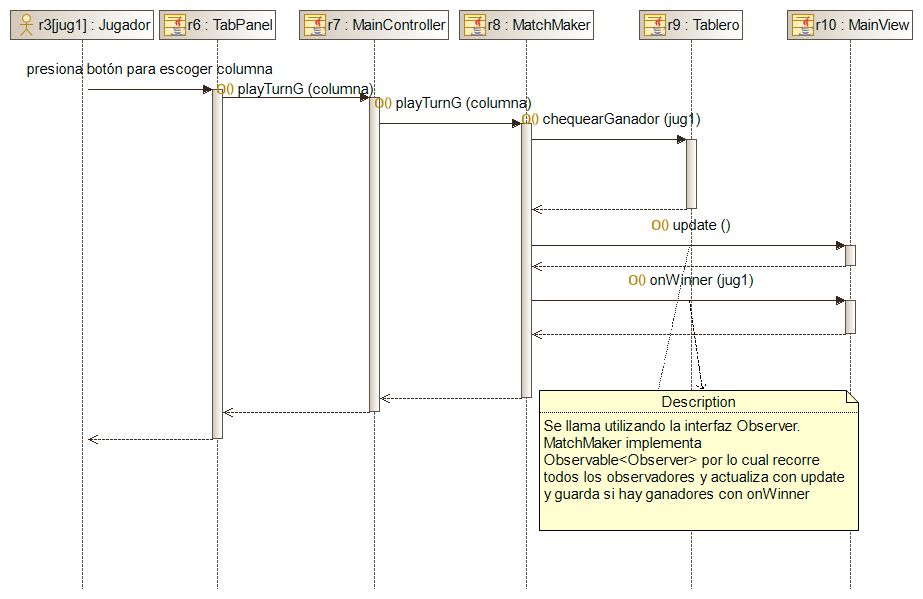 r3[jug1] : Jugador
r6 : TabPanel
r7 : MainController
r8 : MatchMaker
r9 : Tablero
r10 : MainView
presiona botón para escoger columna
O() playTurnG (columna)
O() playTurnG (columna)
O() chequearGanador (jug1)
O() update ()
O() onWinner (jug1)
Description
Se llama utilizando la interfaz Observer.
MatchMaker implementa
Observable<Observer> por lo cual recorre
todos los observadores y actualiza con update
y guarda si hay ganadores con onWinner